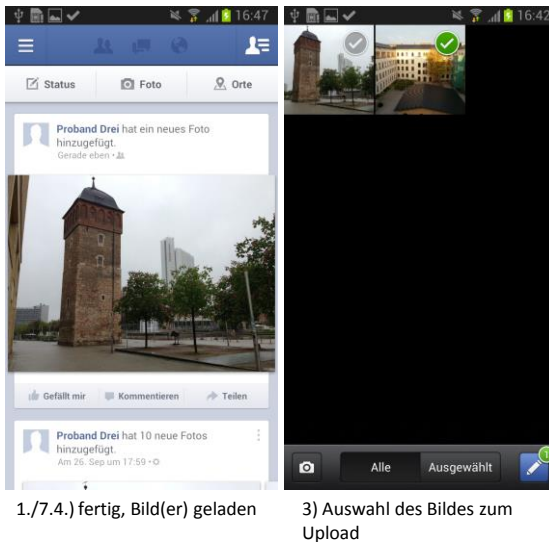 16:47
Status
Foto
Orte
Proband Drei hat ein neues Foto
hinzugefügt.
Gerade eben
Gefällt mir
Kommentieren
Teilen
Proband Drei hat 10 neue Fotos
hinzugefügt.
Am 26. Sep um 17:59
1./7.4.) fertig, Bild(er) geladen
16:42
Alle
Ausgewählt
1
3) Auswahl des Bildes zum
Upload